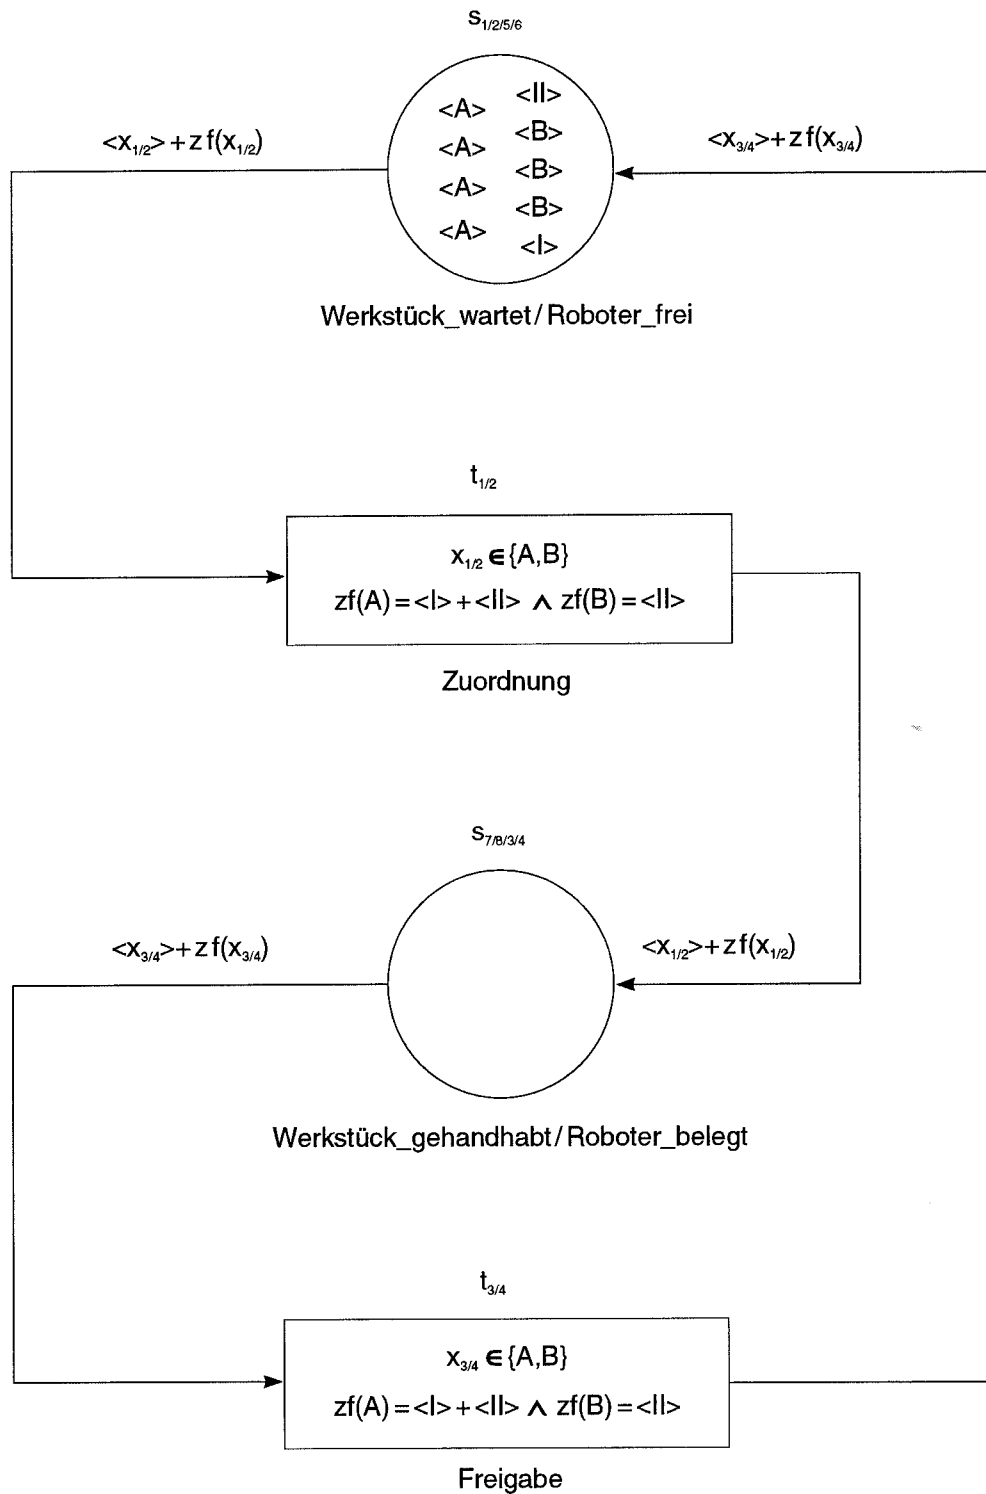 s1/2/5/6
<A> <II>
<A> <B>
<A> <B>
<A> <B>
<I>
<x1/2> + zf(x1/2)
<x3/4> + zf(x3/4)
Werkstück_wartet/Roboter_frei
t1/2
x1/2 ∈ {A,B}
zf(A) = <I> + <II> ∧ zf(B) = <II>
Zuordnung
s7/8/3/4
<x3/4> + zf(x3/4)
<x1/2> + zf(x1/2)
Werkstück_gehandhabt/Roboter_belegt
t3/4
x3/4 ∈ {A,B}
zf(A) = <I> + <II> ∧ zf(B) = <II>
Freigabe